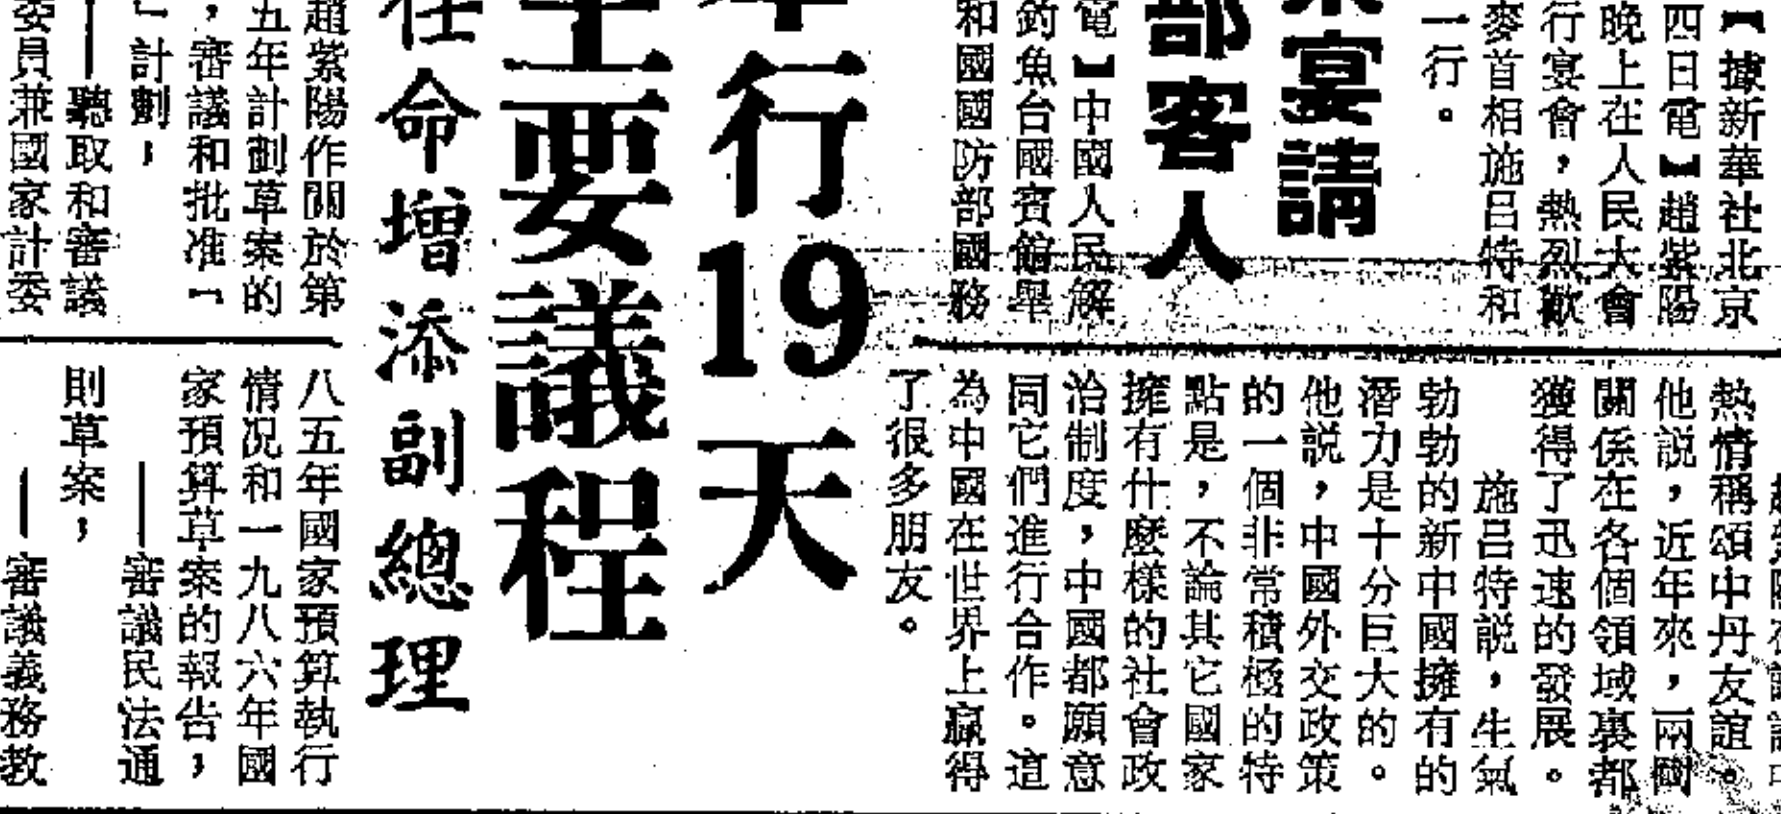 【據新華社北京
四日電】趙紫陽
晚上在人民大會
行宴會，熱烈歡
麥首相施呂特和
一行。
宴請
部客人
電】中國人民解
釣魚台國賓館舉
和國國防部國務
熱情稱頌中丹友誼。
他説，近年來，兩國
關係在各個領域裏都
獲得了迅速的發展。
施呂特説，生氣
勃勃的新中國擁有的
潛力是十分巨大的。
他説，中國外交政策
的一個非常積極的特
點是，不論其它國家
擁有什麼樣的社會政
治制度，中國都願意
同它們進行合作。這
為中國在世界上贏得
了很多朋友。
行19天
主要議程
任命增添副總理
趙紫陽作關於第
五年計劃草案的
，審議和批准「
」計劃；
——聽取和審議
委員兼國家計委
八五年國家預算執行
情况和一九八六年國
家預算草案的報告；
——審議民法通
則草案；
——審議義務教